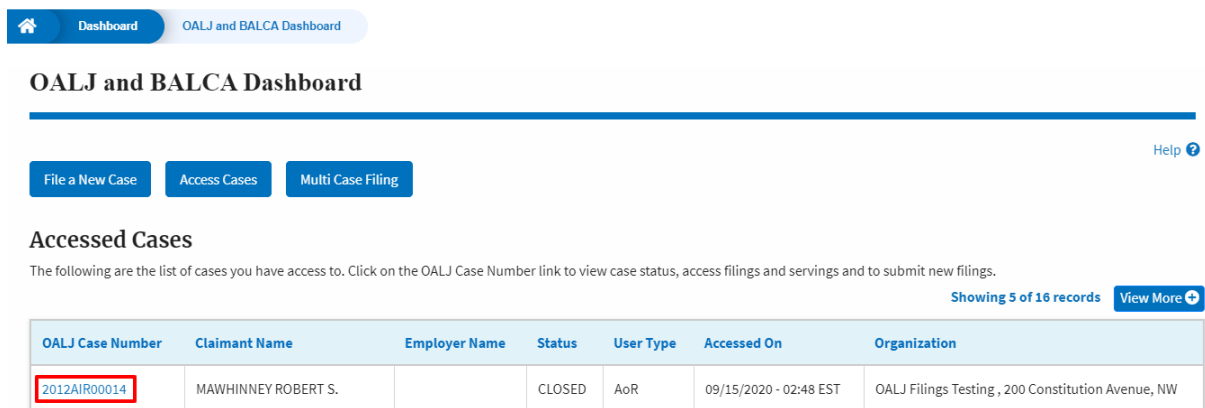 Dashboard OALJ and BALCA Dashboard
OALJ and BALCA Dashboard
Help
File a New Case Access Cases Multi Case Filing
Accessed Cases
The following are the list of cases you have access to. Click on the OALJ Case Number link to view case status, access filings and servings and to submit new filings.
Showing 5 of 16 records View More
OALJ Case Number Claimant Name Employer Name Status User Type Accessed On Organization
2012AIR00014 MAWHINNEY ROBERT S. CLOSED AoR 09/15/2020 - 02:48 EST OALJ Filings Testing , 200 Constitution Avenue, NW